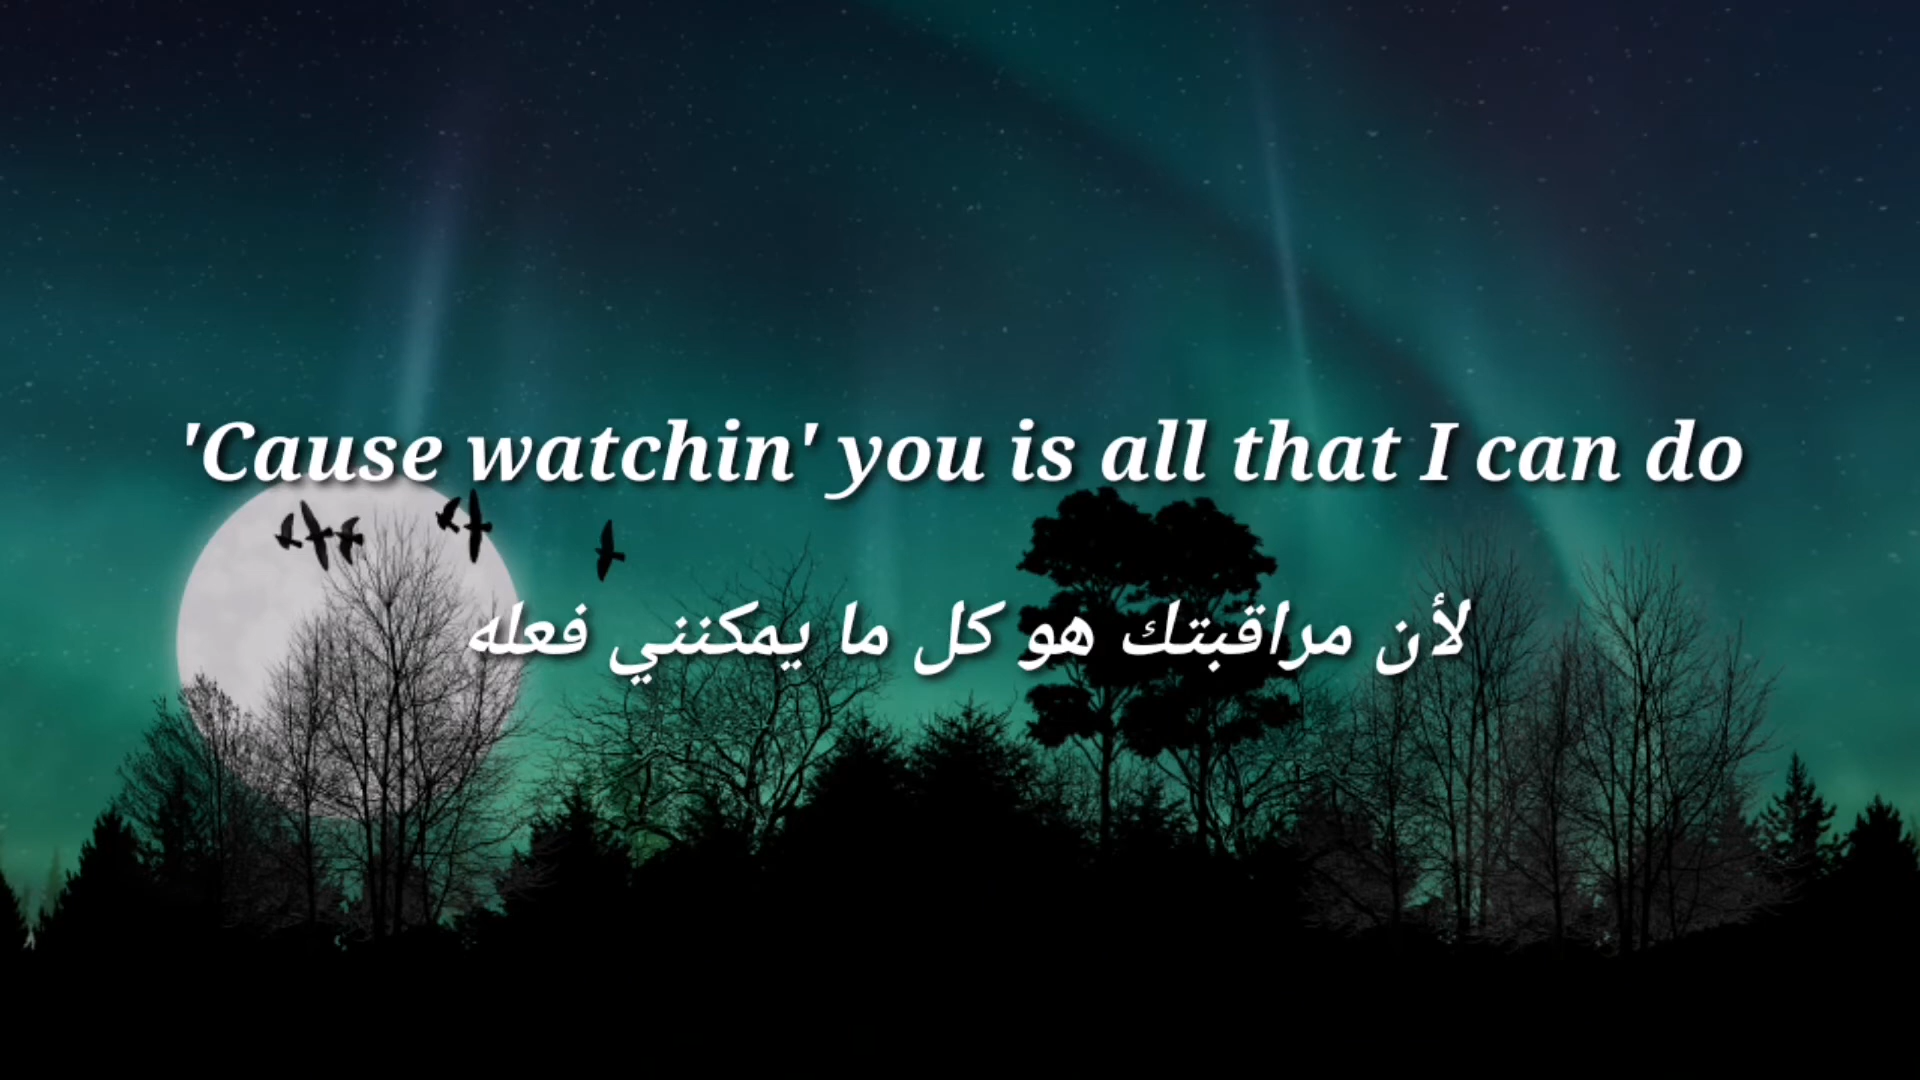 'Cause watchin' you is all that I can do
لأن مراقبتك هو كل ما يمكنني فعله